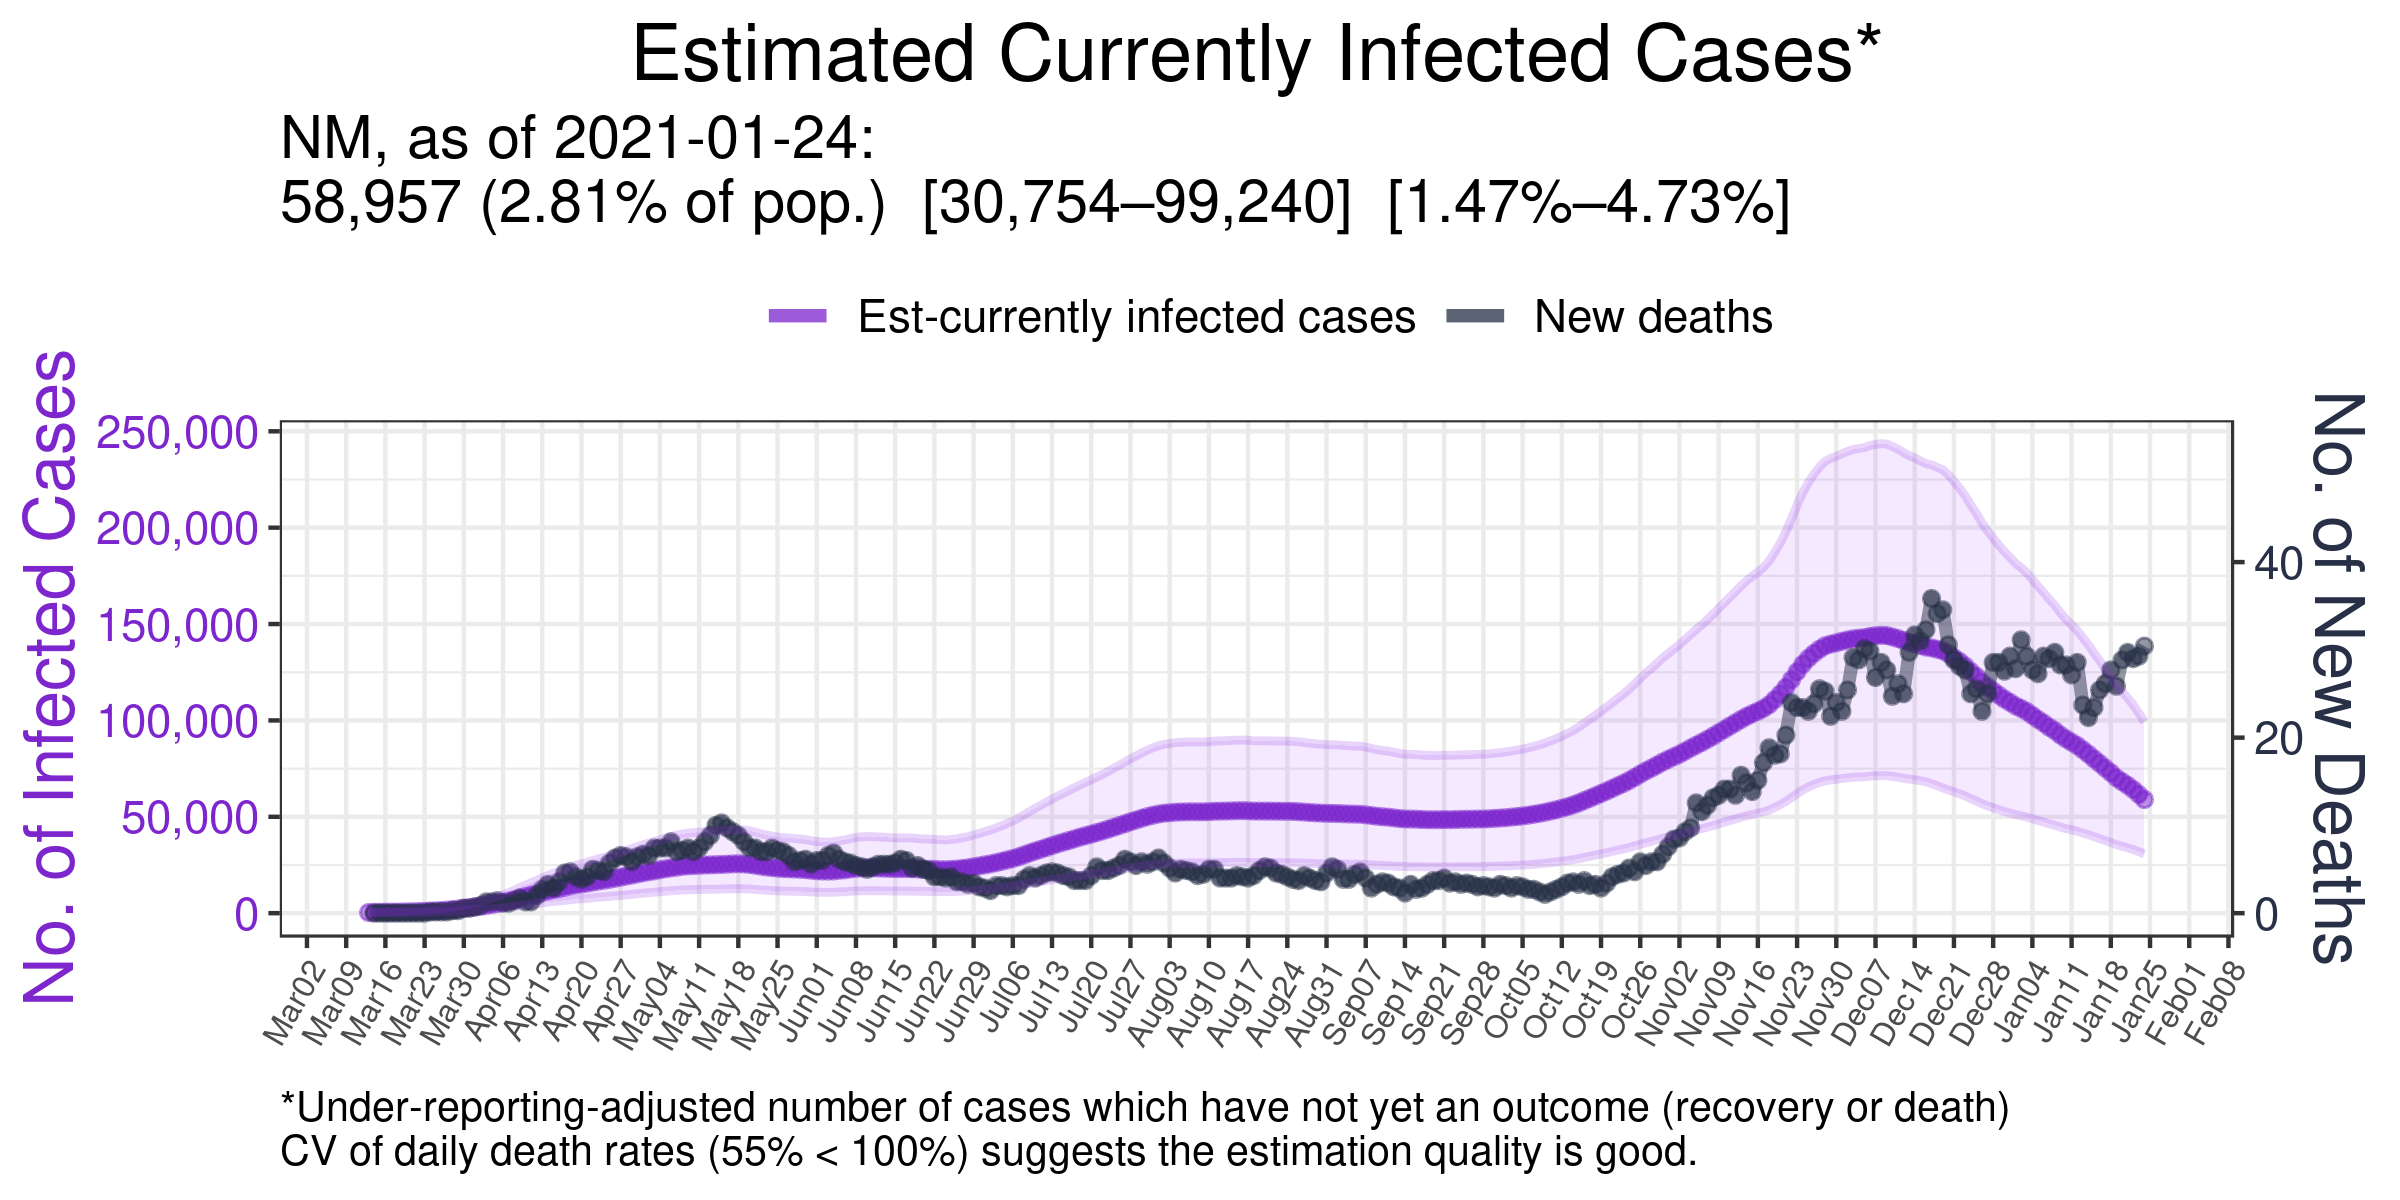 Estimated Currently Infected Cases*
NM, as of 2021-01-24:
58,957 (2.81% of pop.) [30,754–99,240] [1.47%–4.73%]
Est-currently infected cases New deaths
No. of Infected Cases
250,000
200,000
150,000
100,000
50,000
0
40
20
0
No. of New Deaths
Mar02 Mar09 Mar16 Mar23 Mar30 Apr06 Apr13 Apr20 Apr27 May04 May11 May18 May25 Jun01 Jun08 Jun15 Jun22 Jun29 Jul06 Jul13 Jul20 Jul27 Aug03 Aug10 Aug17 Aug24 Aug31 Sep07 Sep14 Sep21 Sep28 Oct05 Oct12 Oct19 Oct26 Nov02 Nov09 Nov16 Nov23 Nov30 Dec07 Dec14 Dec21 Dec28 Jan04 Jan11 Jan18 Jan25 Feb01 Feb08
*Under-reporting-adjusted number of cases which have not yet an outcome (recovery or death)
CV of daily death rates (55% < 100%) suggests the estimation quality is good.